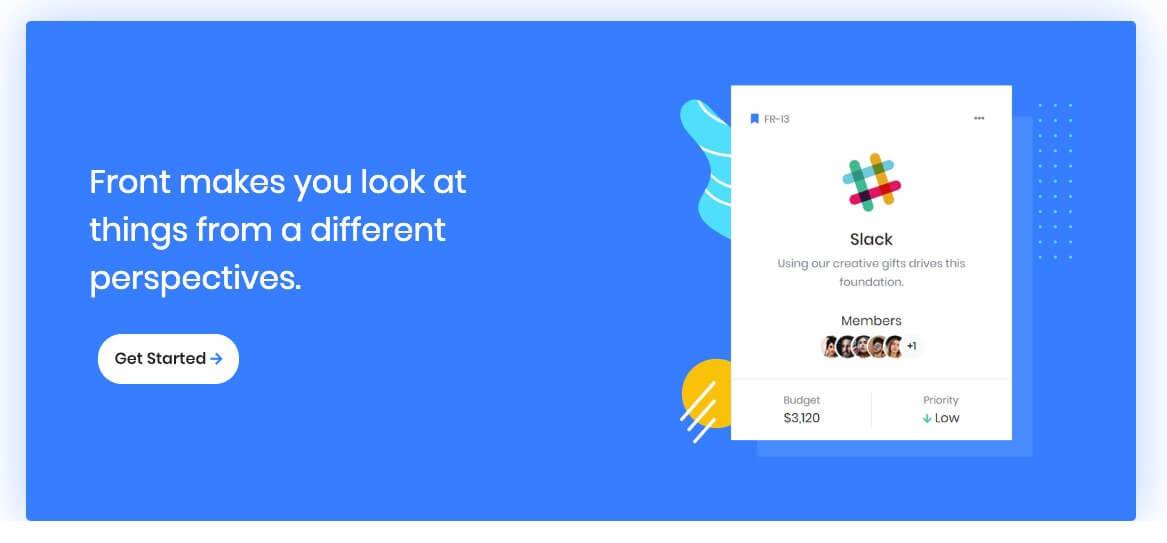 Front makes you look at
things from a different
perspectives.
Get Started
FR-13
Slack
Using our creative gifts drives this
foundation.
Members
+1
Budget
$3,120
Priority
Low